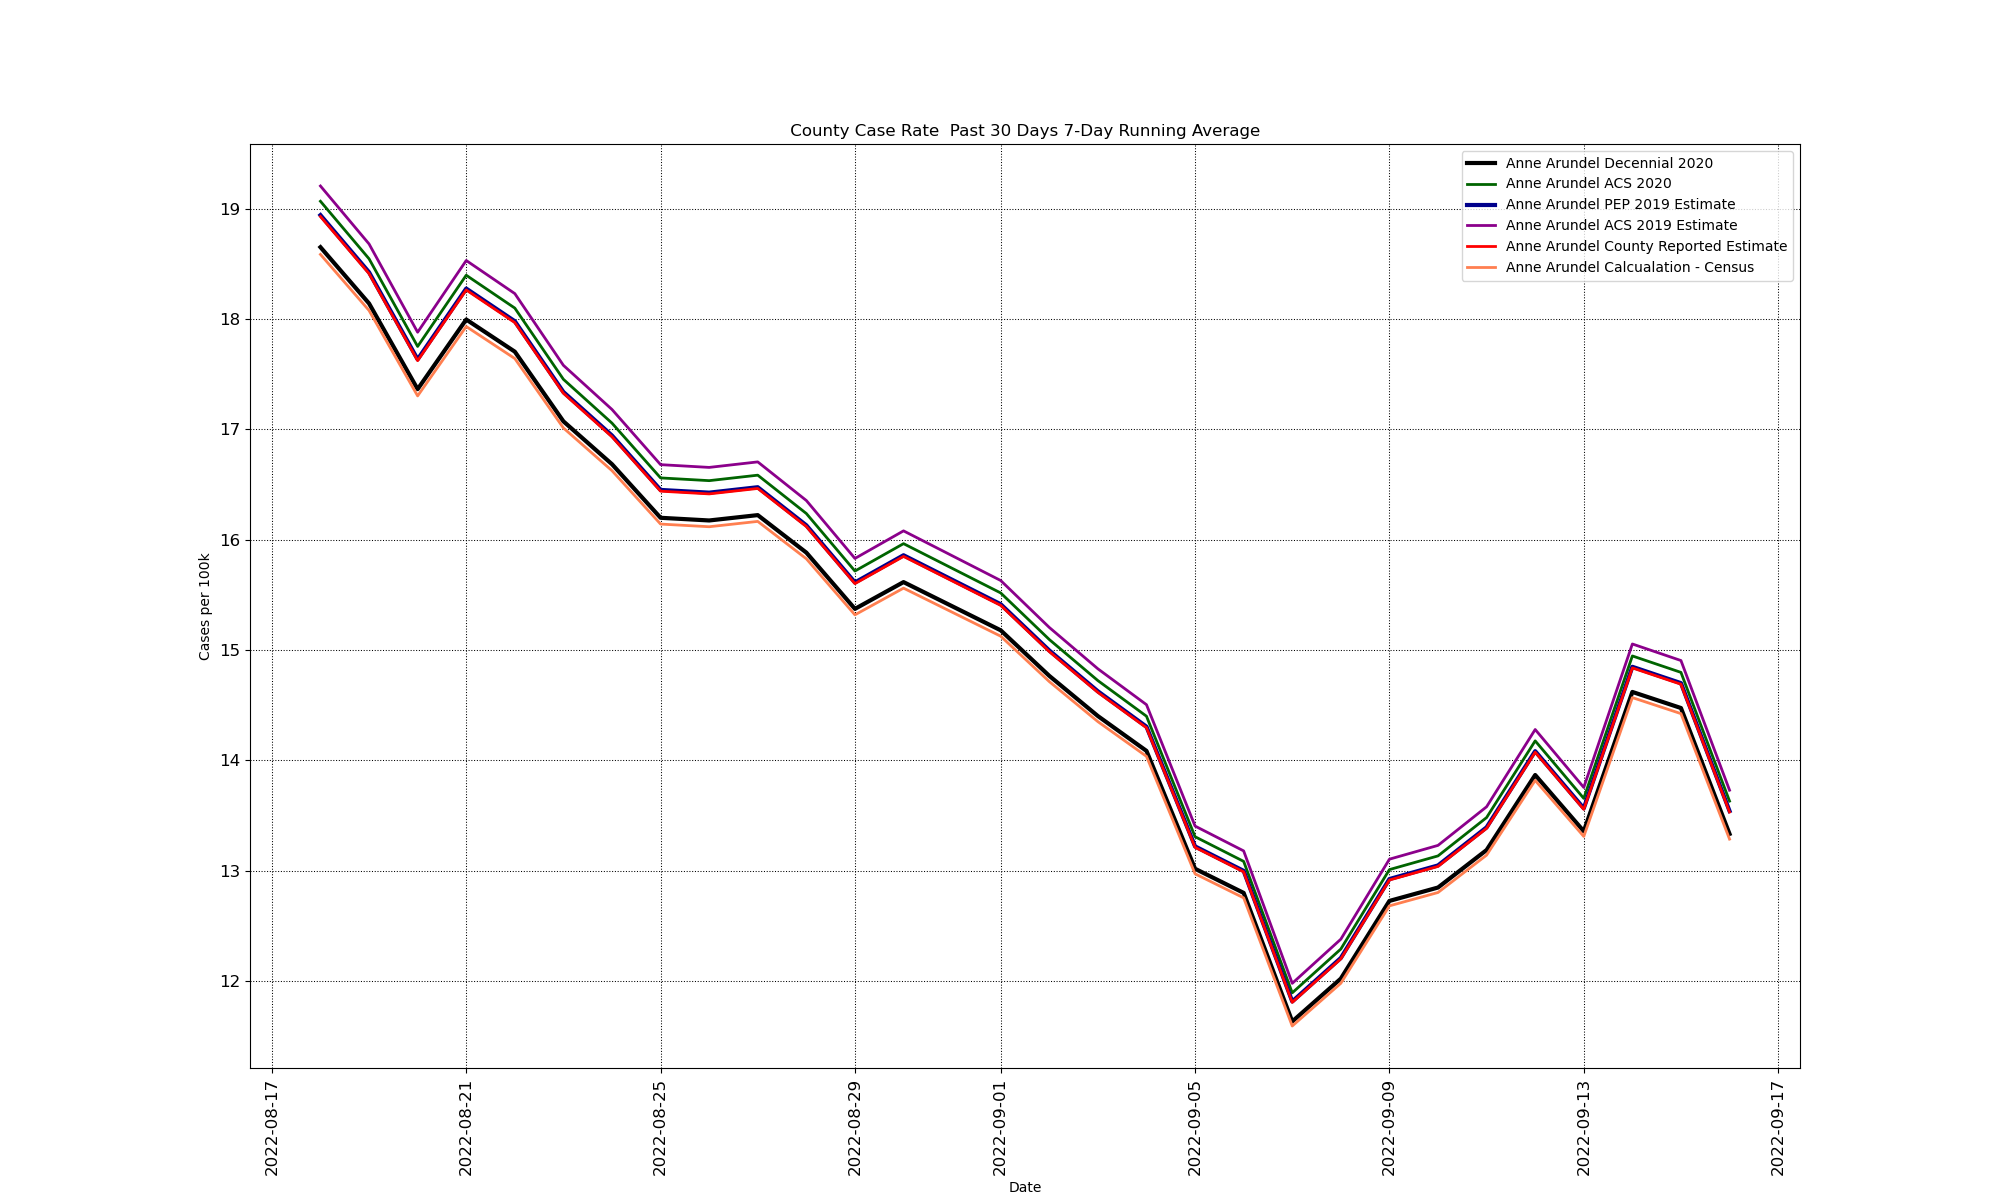 County Case Rate  Past 30 Days 7-Day Running Average
Anne Arundel Decennial 2020
Anne Arundel ACS 2020
Anne Arundel PEP 2019 Estimate
Anne Arundel ACS 2019 Estimate
Anne Arundel County Reported Estimate
Anne Arundel Calcualation - Census
19
18
17
16
15
14
13
12
Cases per 100k
2022-08-17
2022-08-21
2022-08-25
2022-08-29
2022-09-01
2022-09-05
2022-09-09
2022-09-13
2022-09-17
Date